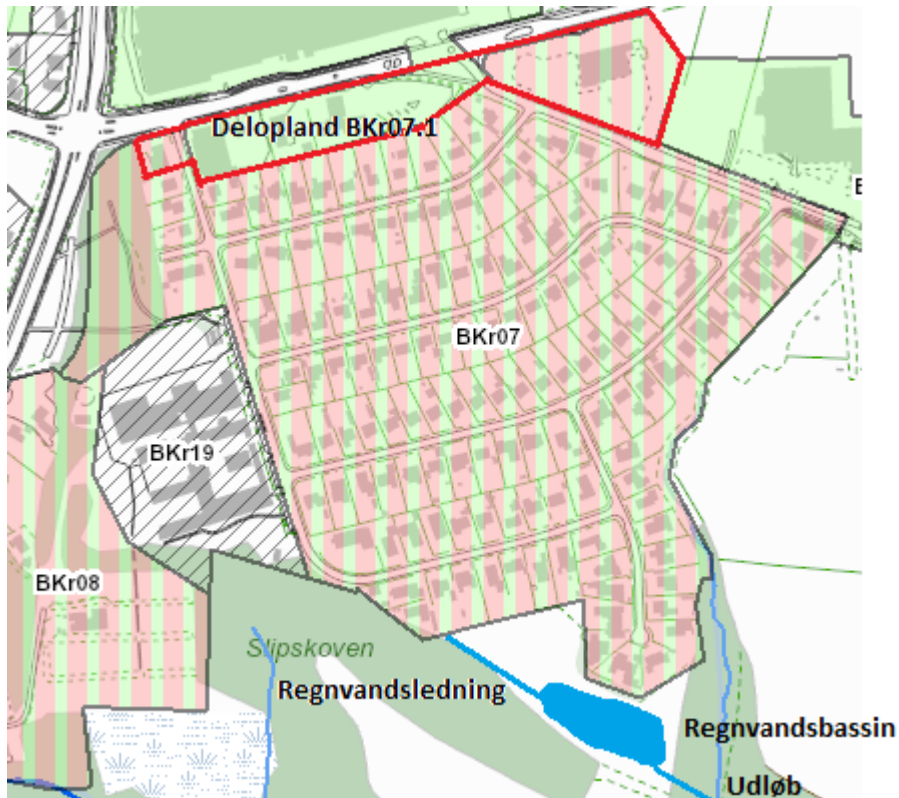 Delopland BKr07.1
B
BKr07
BKr19
BKr08
Slipskoven
Regnvandsledning
Regnvandsbassin
Udløb